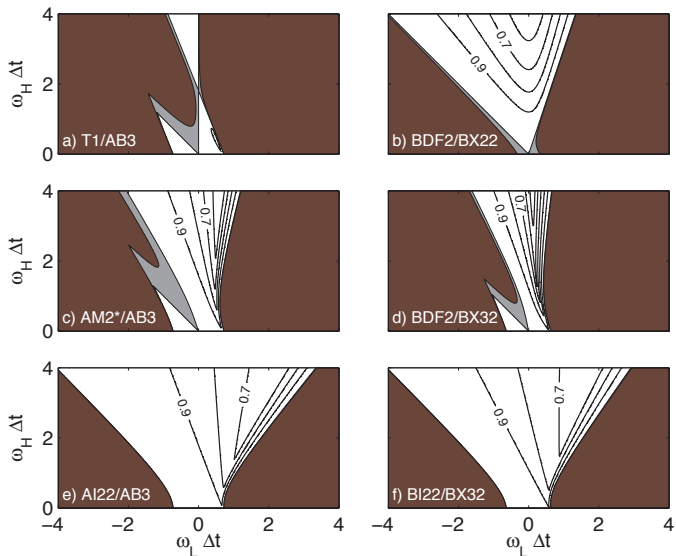 4
ω_H Δt
2
0
a) T1/AB3
4
0.7
0.9
2
0
b) BDF2/BX22
4
ω_H Δt
2
0
0.9
0.7
c) AM2*/AB3
4
2
0
0.9
0.7
d) BDF2/BX32
4
ω_H Δt
2
0
0.9
0.7
e) AI22/AB3
−4 −2 0 2 4
ω_L Δt
4
2
0
0.9
0.7
f) BI22/BX32
−4 −2 0 2 4
ω_L Δt